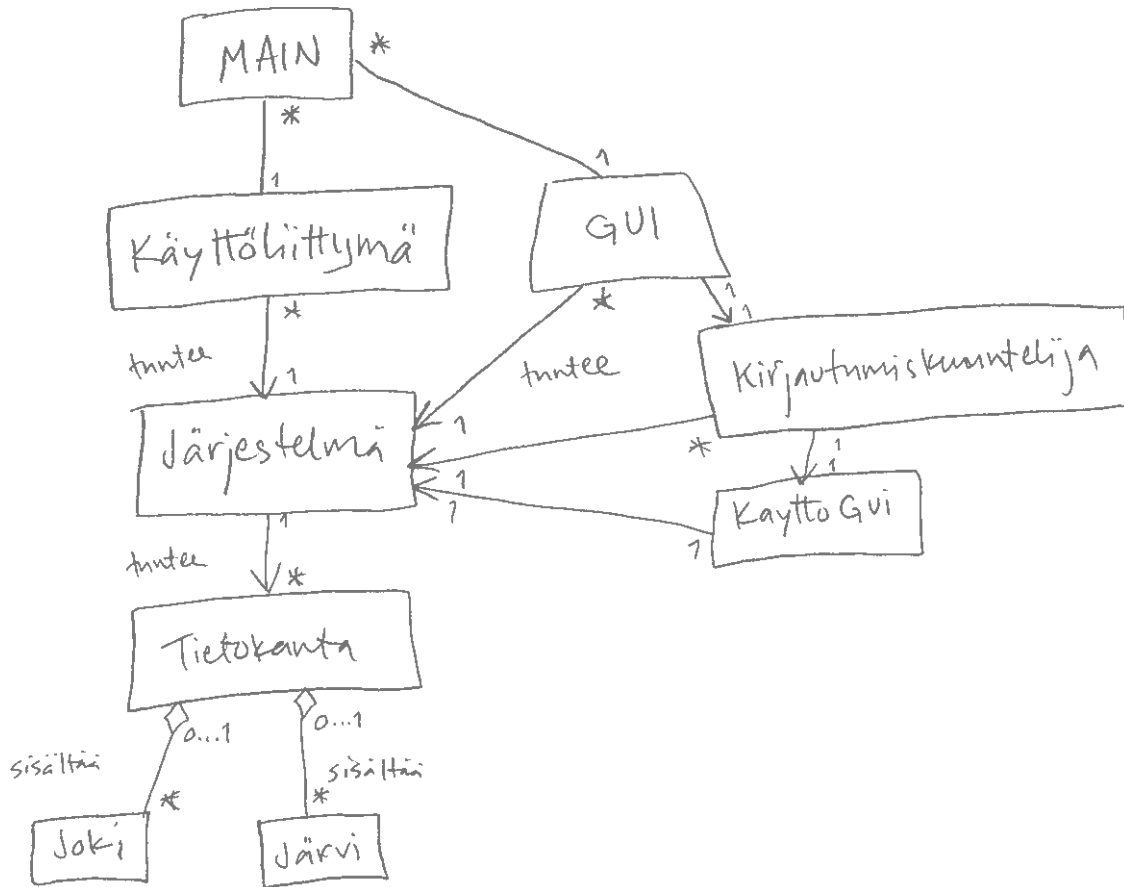 MAIN
*
*
1
1
Käyttöliittymä
GUI
*
*
1
1
tuntee
tuntee
Kirjautumiskuuntelija
1
1
Järjestelmä
*
1
1
1
1
KayttoGui
1
1
tuntee
*
Tietokanta
0...1
0...1
sisältää
sisältää
*
*
Joki
Järvi